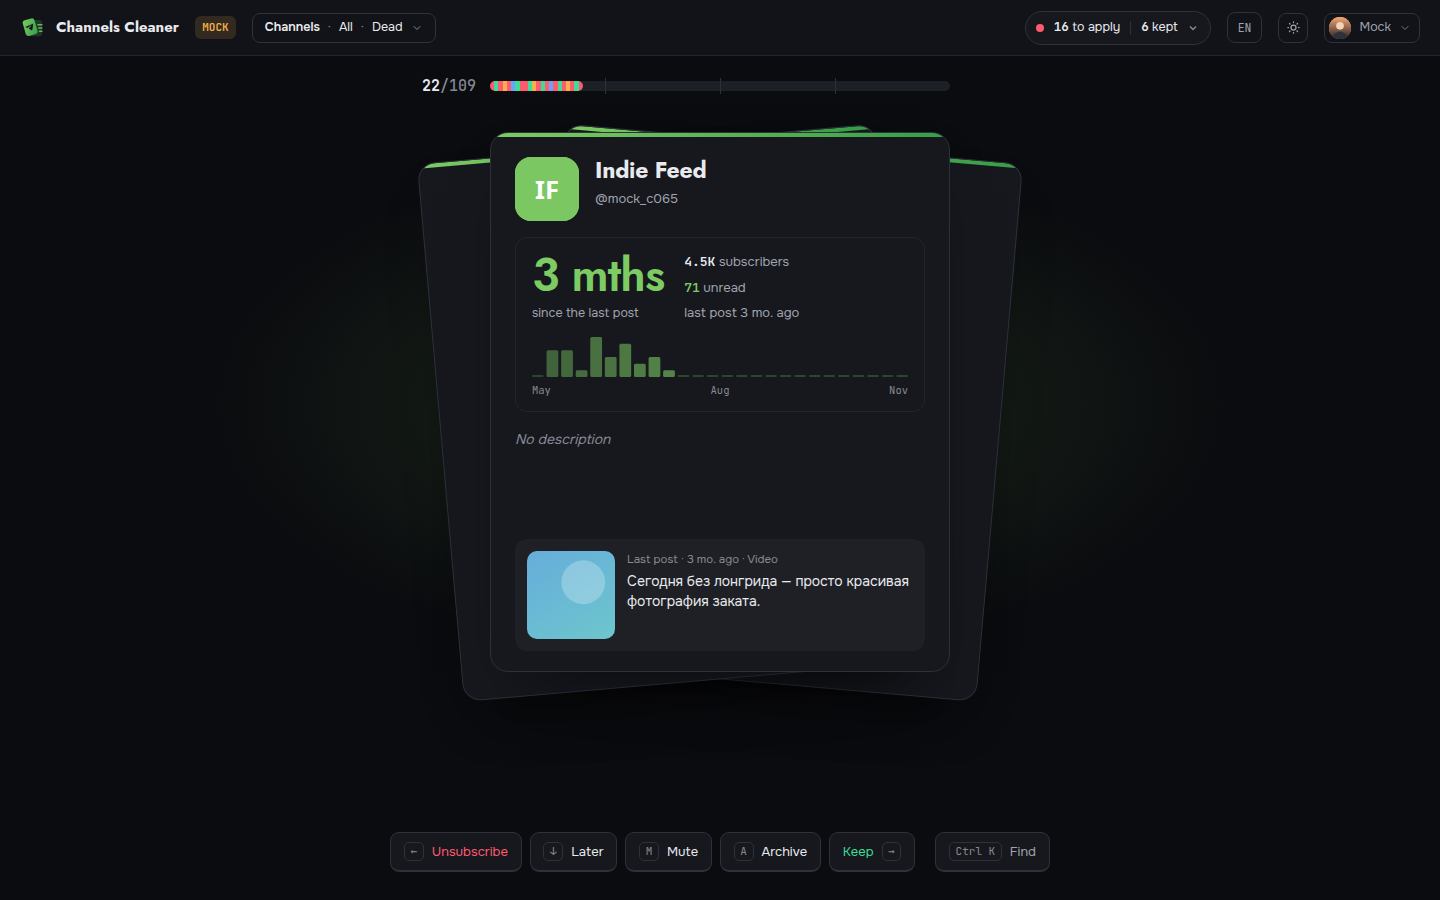 Channels Cleaner
MOCK
Channels · All · Dead
16 to apply
6 kept
EN
Mock
22/109
IF
Indie Feed
@mock_c065
3 mths
since the last post
4.5K subscribers
71 unread
last post 3 mo. ago
May
Aug
Nov
No description
Last post · 3 mo. ago · Video
Сегодня без лонгрида — просто красивая
фотография заката.
← Unsubscribe
↓ Later
M Mute
A Archive
Keep →
Ctrl K Find